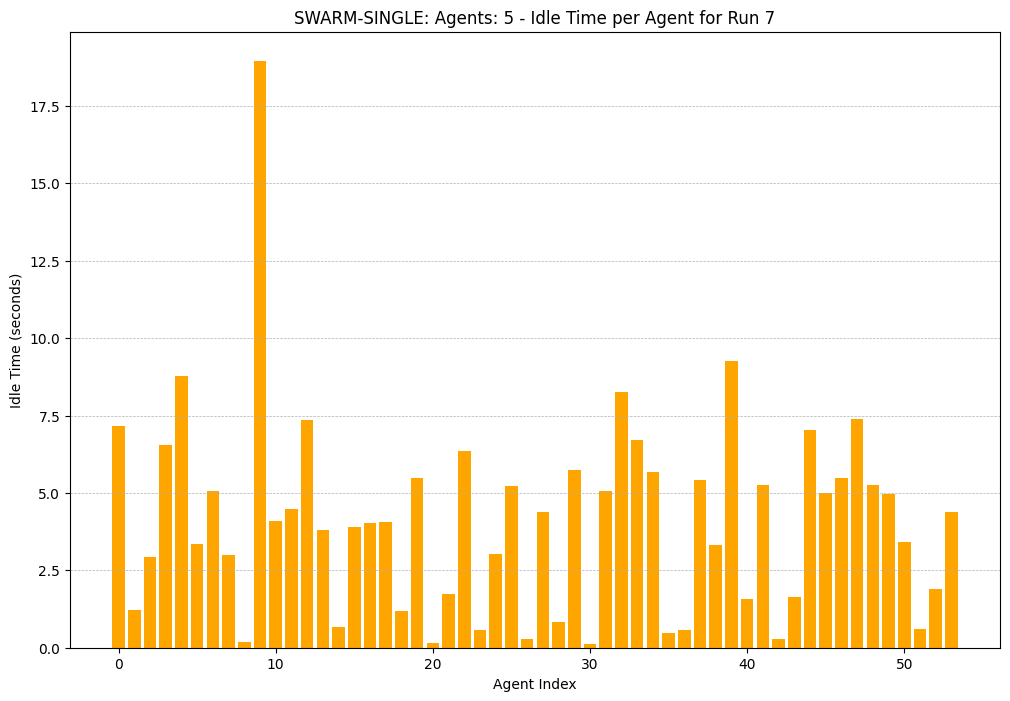 SWARM-SINGLE: Agents: 5 - Idle Time per Agent for Run 7
Idle Time (seconds)
17.5
15.0
12.5
10.0
7.5
5.0
2.5
0.0
0 10 20 30 40 50
Agent Index